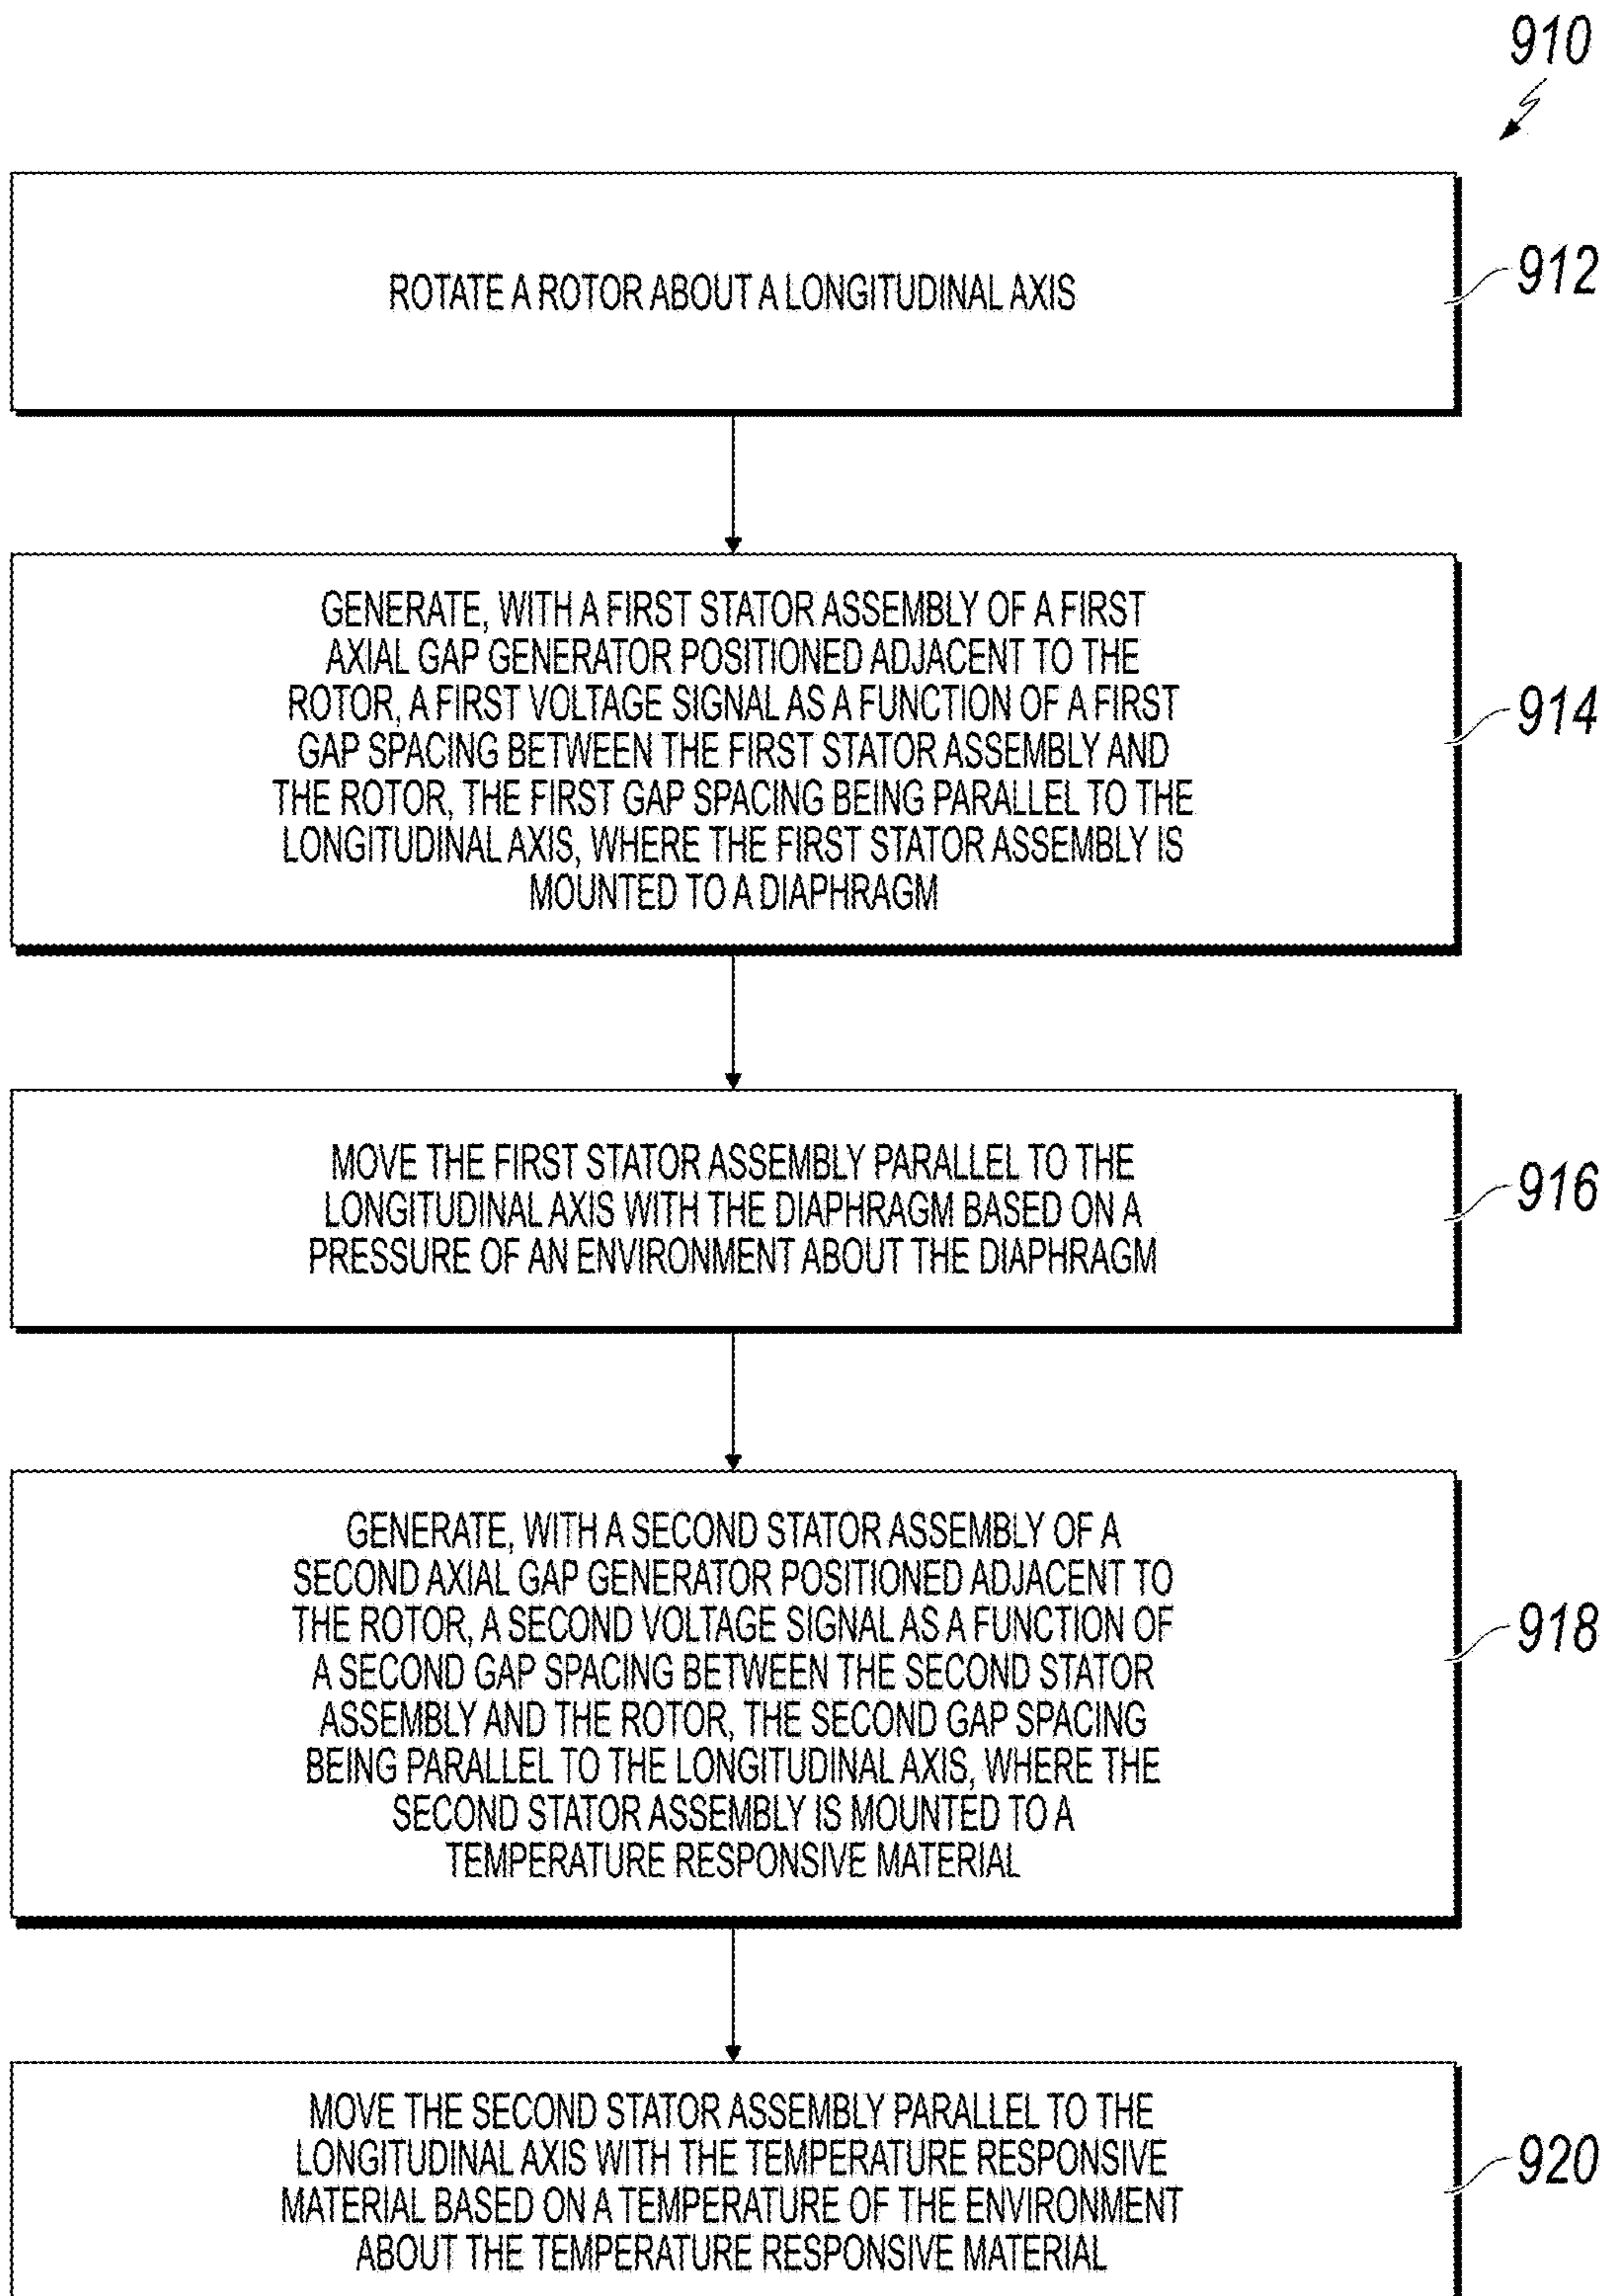 910
ROTATE A ROTOR ABOUT A LONGITUDINAL AXIS
912
GENERATE, WITH A FIRST STATOR ASSEMBLY OF A FIRST
AXIAL GAP GENERATOR POSITIONED ADJACENT TO THE
ROTOR, A FIRST VOLTAGE SIGNAL AS A FUNCTION OF A FIRST
GAP SPACING BETWEEN THE FIRST STATOR ASSEMBLY AND
THE ROTOR, THE FIRST GAP SPACING BEING PARALLEL TO THE
LONGITUDINAL AXIS, WHERE THE FIRST STATOR ASSEMBLY IS
MOUNTED TO A DIAPHRAGM
914
MOVE THE FIRST STATOR ASSEMBLY PARALLEL TO THE
LONGITUDINAL AXIS WITH THE DIAPHRAGM BASED ON A
PRESSURE OF AN ENVIRONMENT ABOUT THE DIAPHRAGM
916
GENERATE, WITH A SECOND STATOR ASSEMBLY OF A
SECOND AXIAL GAP GENERATOR POSITIONED ADJACENT TO
THE ROTOR, A SECOND VOLTAGE SIGNAL AS A FUNCTION OF
A SECOND GAP SPACING BETWEEN THE SECOND STATOR
ASSEMBLY AND THE ROTOR, THE SECOND GAP SPACING
BEING PARALLEL TO THE LONGITUDINAL AXIS, WHERE THE
SECOND STATOR ASSEMBLY IS MOUNTED TO A
TEMPERATURE RESPONSIVE MATERIAL
918
MOVE THE SECOND STATOR ASSEMBLY PARALLEL TO THE
LONGITUDINAL AXIS WITH THE TEMPERATURE RESPONSIVE
MATERIAL BASED ON A TEMPERATURE OF THE ENVIRONMENT
ABOUT THE TEMPERATURE RESPONSIVE MATERIAL
920